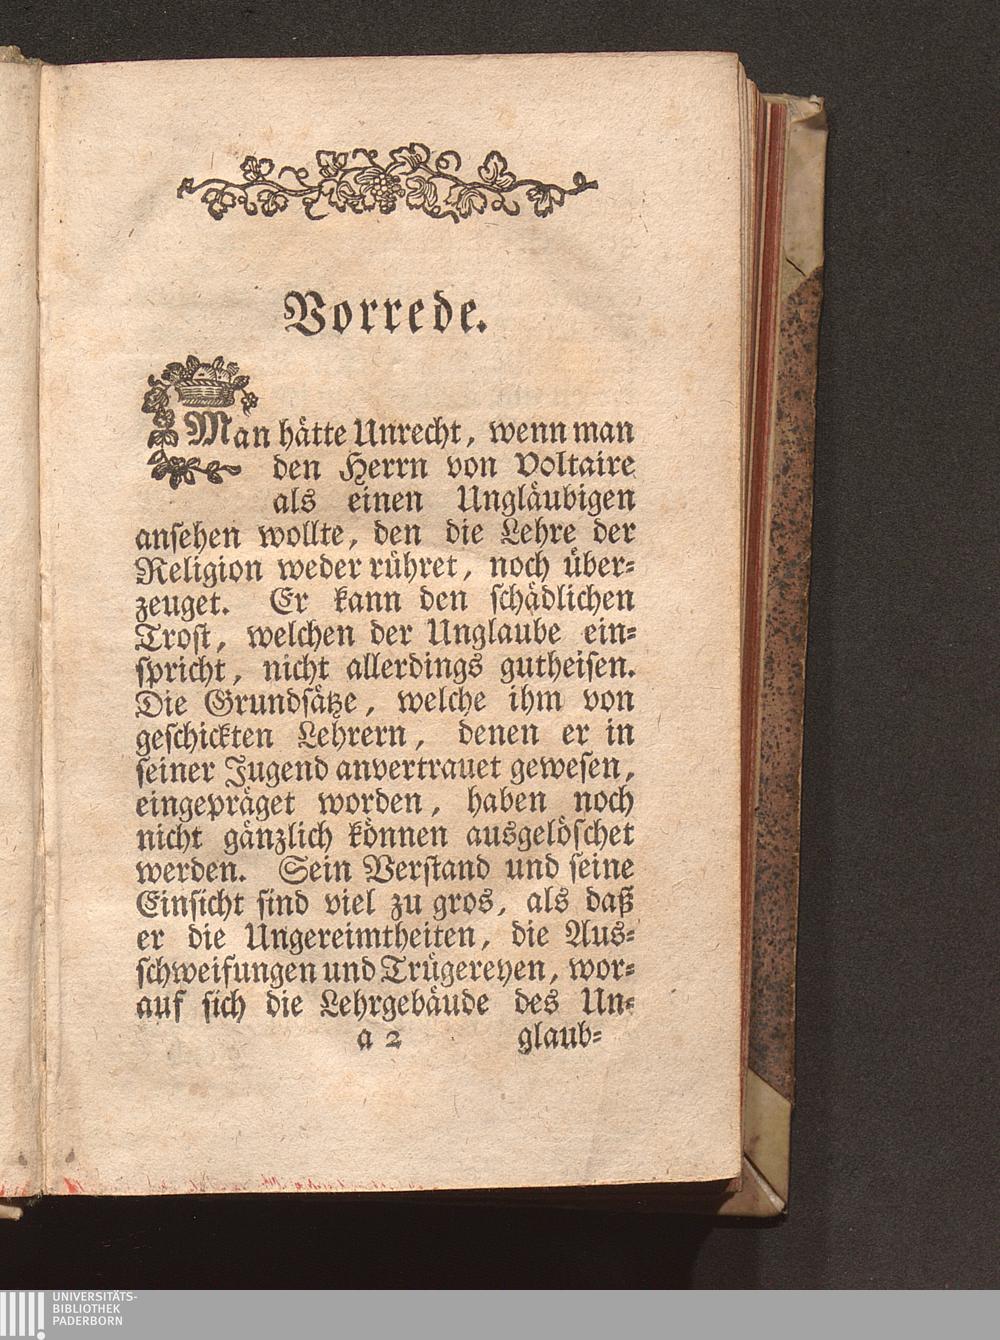 Vorrede.
Man hätte Unrecht, wenn man
den Herrn von Voltaire
als einen Ungläubigen
ansehen wollte, den die Lehre der
Religion weder rühret, noch über-
zeuget. Er kann den schädlichen
Trost, welchen der Unglaube ein-
spricht, nicht allerdings gutheisen.
Die Grundsätze, welche ihm von
geschickten Lehrern, denen er in
seiner Jugend anvertrauet gewesen,
eingepräget worden, haben noch
nicht gänzlich können ausgelöschet
werden. Sein Verstand und seine
Einsicht sind viel zu gros, als daß
er die Ungereimtheiten, die Aus-
schweifungen und Trügereyen, wor-
auf sich die Lehrgebäude des Un-
a 2 glaub-
UNIVERSITÄTS-
BIBLIOTHEK
PADERBORN